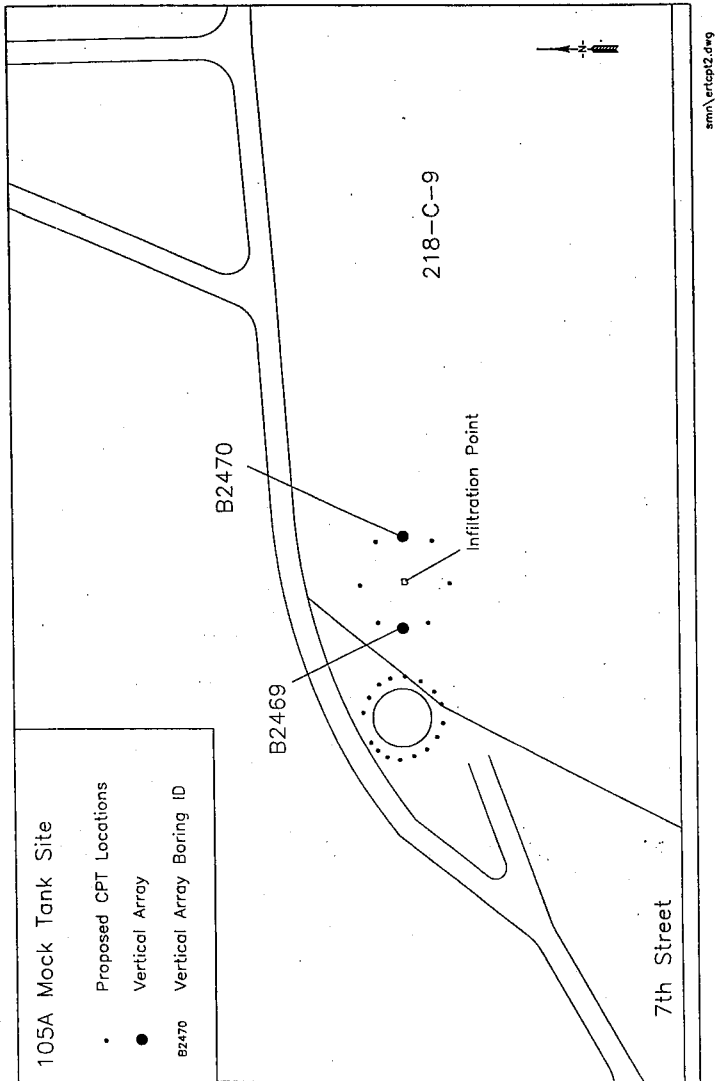 105A Mock Tank Site
Proposed CPT Locations
Vertical Array
B2470 Vertical Array Boring ID
B2470
B2469
218-C-9
Infiltration Point
7th Street
-N-
smn\ertcpt2.dwg